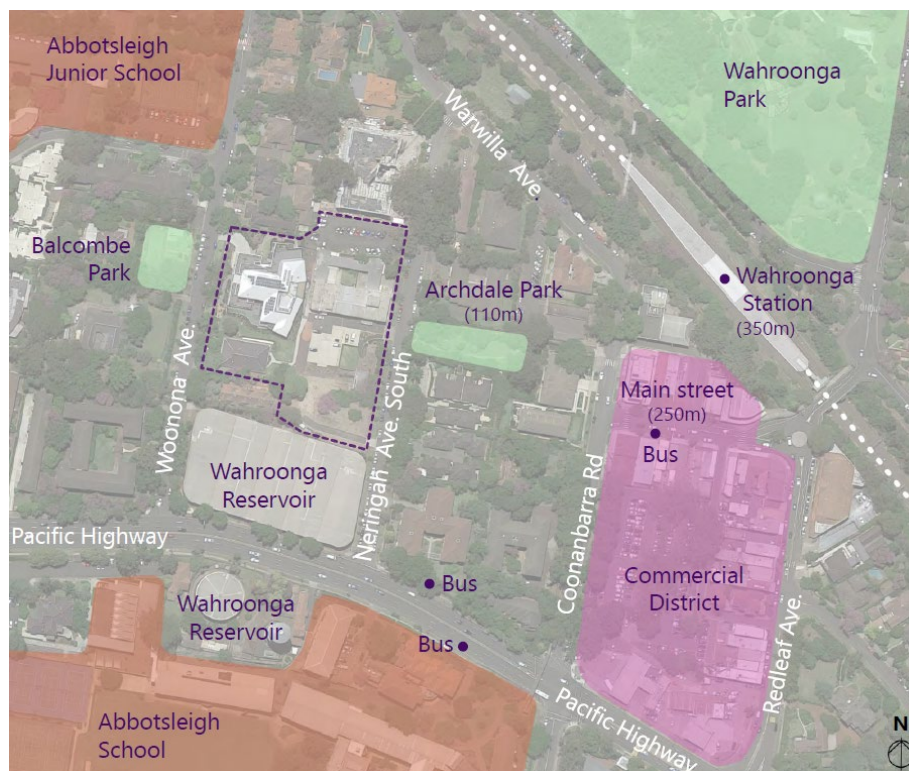 Abbotsleigh
Junior School
Wahroonga
Park
Warwilla Ave.
Balcombe
Park
Archdale Park
(110m)
Wahroonga
Station
(350m)
Woonona Ave.
Neringah Ave. South
Main street
(250m)
Bus
Wahroonga
Reservoir
Coonanbarra Rd
Pacific Highway
Bus
Commercial
District
Wahroonga
Reservoir
Bus
Redleaf Ave.
Abbotsleigh
School
Pacific Highway
N